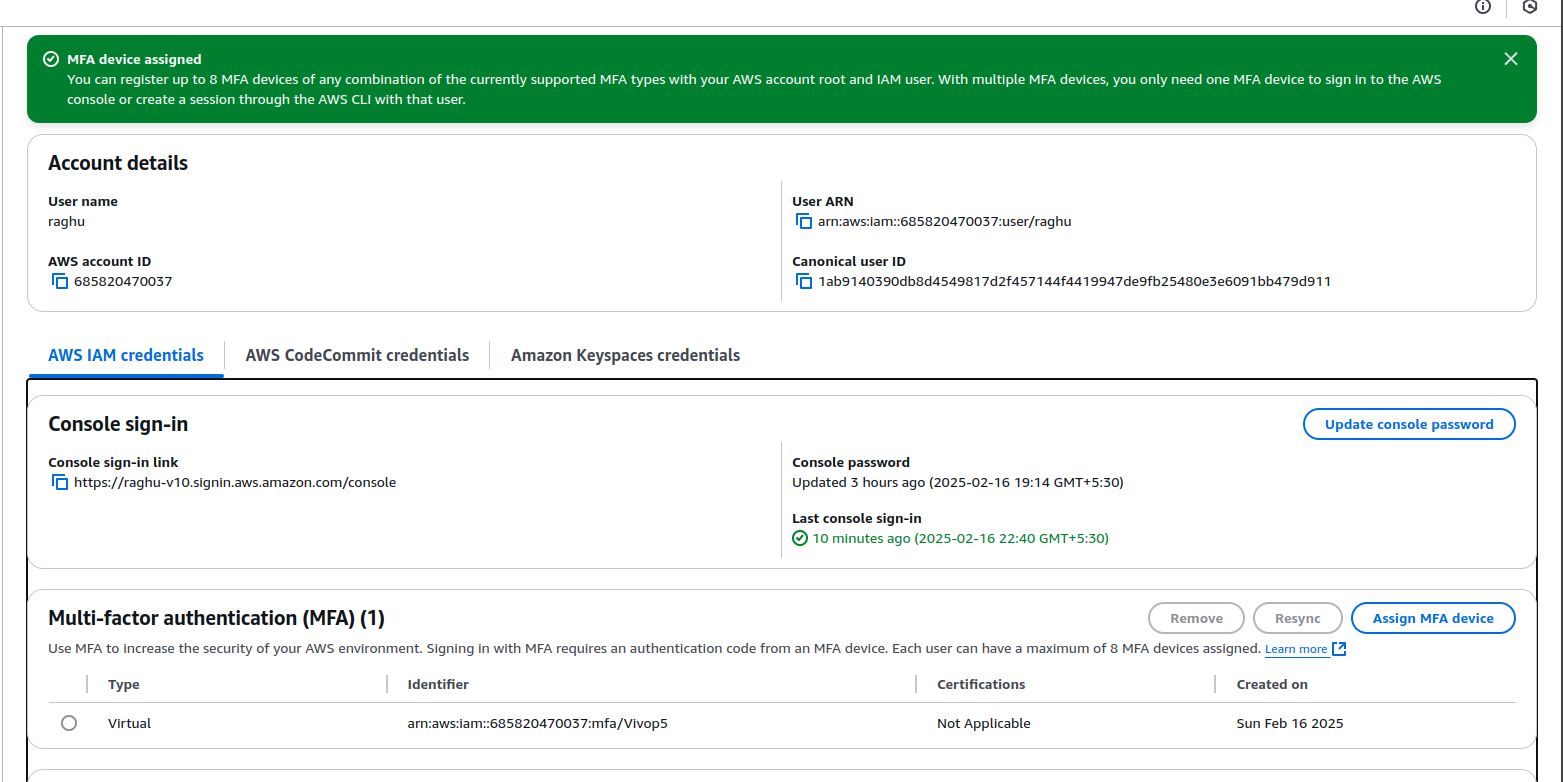 MFA device assigned
You can register up to 8 MFA devices of any combination of the currently supported MFA types with your AWS account root and IAM user. With multiple MFA devices, you only need one MFA device to sign in to the AWS
console or create a session through the AWS CLI with that user.
Account details
User name
raghu
User ARN
arn:aws:iam::685820470037:user/raghu
AWS account ID
685820470037
Canonical user ID
1ab9140390db8d4549817d2f457144f4419947de9fb25480e3e6091bb479d911
AWS IAM credentials
AWS CodeCommit credentials
Amazon Keyspaces credentials
Console sign-in
Update console password
Console sign-in link
https://raghu-v10.signin.aws.amazon.com/console
Console password
Updated 3 hours ago (2025-02-16 19:14 GMT+5:30)
Last console sign-in
10 minutes ago (2025-02-16 22:40 GMT+5:30)
Multi-factor authentication (MFA) (1)
Remove
Resync
Assign MFA device
Use MFA to increase the security of your AWS environment. Signing in with MFA requires an authentication code from an MFA device. Each user can have a maximum of 8 MFA devices assigned. Learn more
Type
Identifier
Certifications
Created on
Virtual
arn:aws:iam::685820470037:mfa/Vivop5
Not Applicable
Sun Feb 16 2025